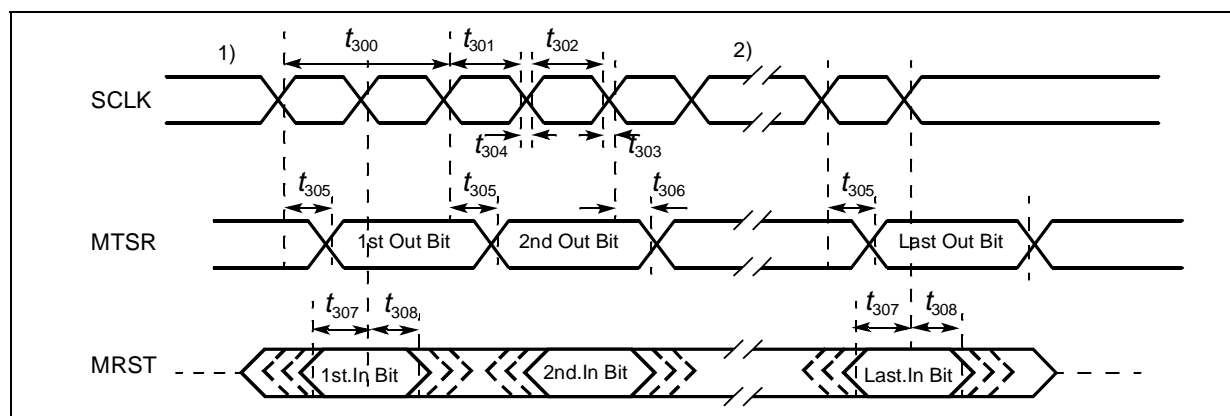 1) t300 t301 t302 2)
SCLK
t304 t303
t305 t305 t306 t305
MTSR 1st Out Bit 2nd Out Bit Last Out Bit
t307 t308 t307 t308
MRST 1st.In Bit 2nd.In Bit Last.In Bit